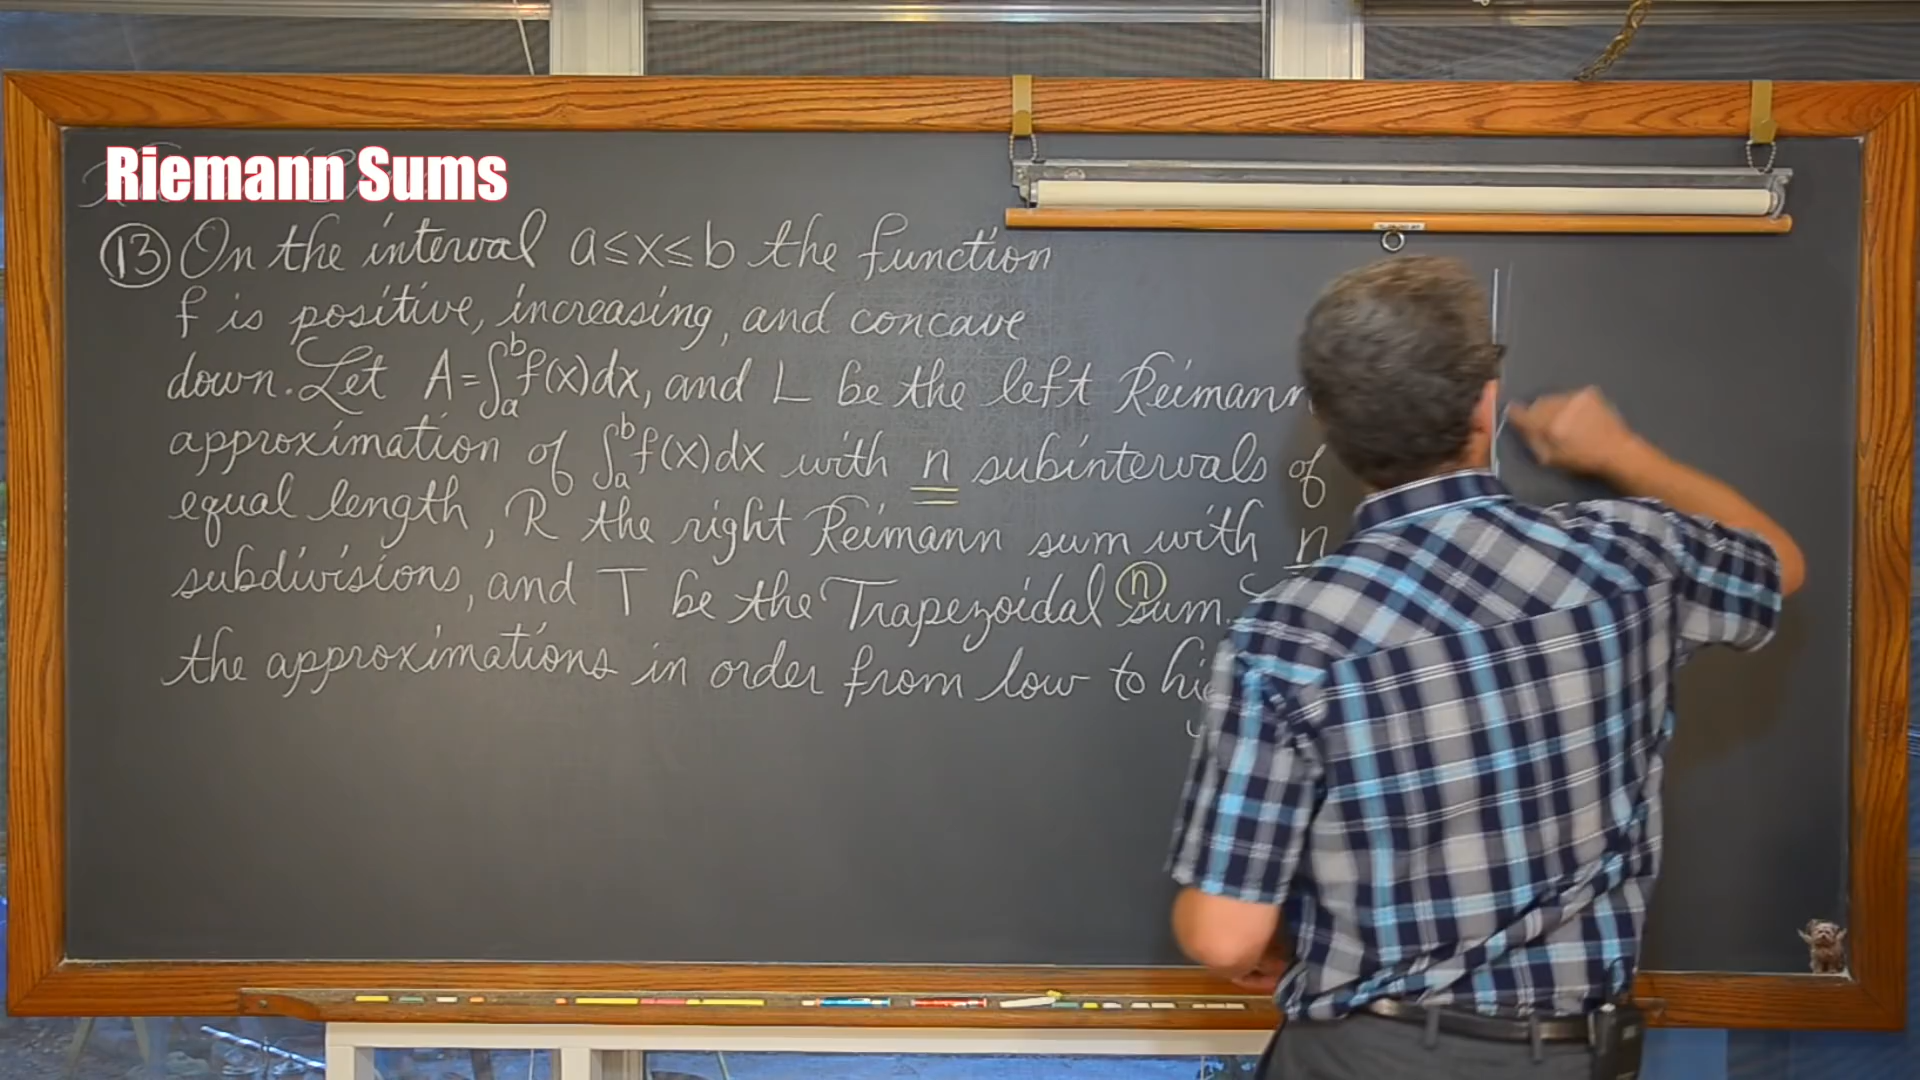 Riemann Sums
13 On the interval a≤x≤b the function
f is positive, increasing, and concave
down. Let A=∫ₐᵇf(x)dx, and L be the left Reimann
approximation of ∫ₐᵇf(x)dx with n subintervals of
equal length, R the right Reimann sum with n
subdivisions, and T be the Trapezoidal sum. n
the approximations in order from low to